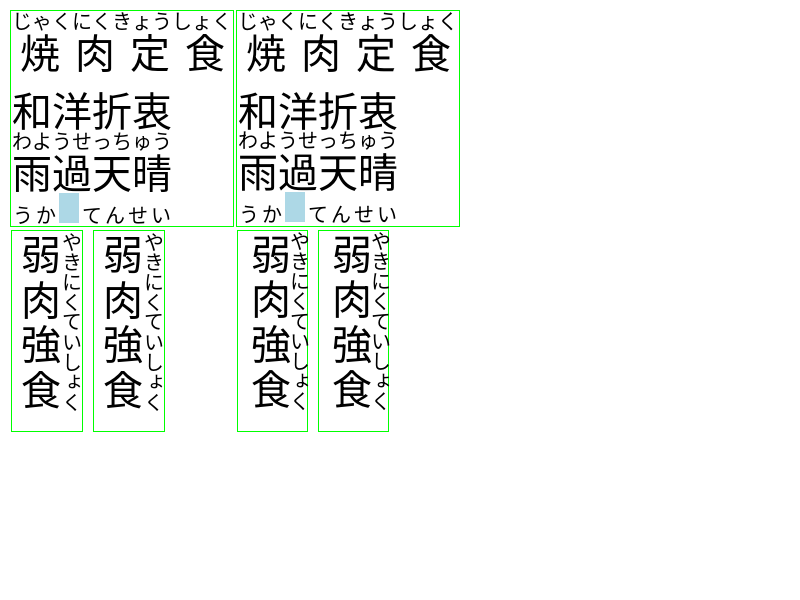 じゃくにくきょうしょく
焼肉定食
和洋折衷
わようせっちゅう
雨過天晴
うか てんせい
じゃくにくきょうしょく
焼肉定食
和洋折衷
わようせっちゅう
雨過天晴
うか てんせい
弱肉強食
やきにくていしょく
弱肉強食
やきにくていしょく
弱肉強食
やきにくていしょく
弱肉強食
やきにくていしょく